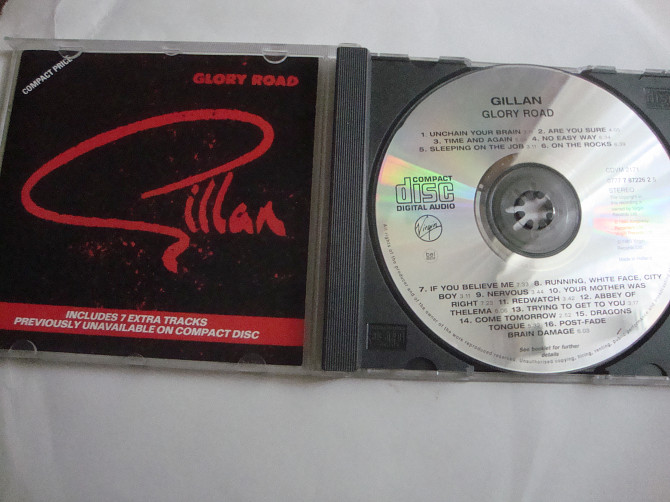 COMPACT PRICE
GLORY ROAD
Gillan
INCLUDES 7 EXTRA TRACKS
PREVIOUSLY UNAVAILABLE ON COMPACT DISC
GILLAN
GLORY ROAD
1. UNCHAIN YOUR BRAIN 2. ARE YOU SURE
3. TIME AND AGAIN 4. NO EASY WAY
5. SLEEPING ON THE JOB 6. ON THE ROCKS
COMPACT
disc
DIGITAL AUDIO
Virgin
STEREO
7. IF YOU BELIEVE ME 8. RUNNING, WHITE FACE, CITY
BOY 9. NERVOUS 10. YOUR MOTHER WAS
RIGHT 11. REDWATCH 12. ABBEY OF
THELEMA 13. TRYING TO GET TO YOU
14. COME TOMORROW 15. DRAGONS
TONGUE 16. POST-FADE
BRAIN DAMAGE
See booklet for further
details